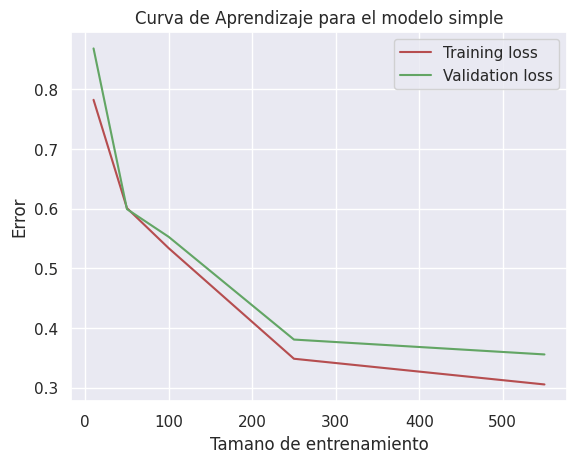 Curva de Aprendizaje para el modelo simple
Training loss
Validation loss
Error
0.8
0.7
0.6
0.5
0.4
0.3
0 100 200 300 400 500
Tamano de entrenamiento